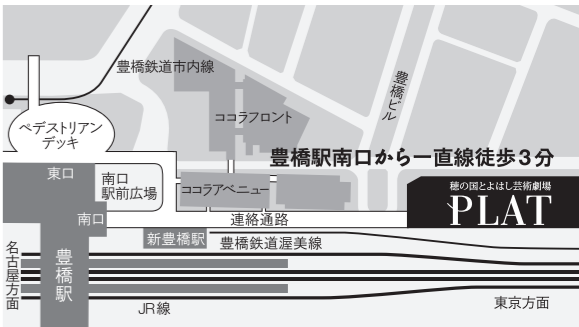 豊橋鉄道市内線
豊橋ビル
ココラフロント
ペデストリアン
デッキ
豊橋駅南口から一直線徒歩3分
東口
南口
駅前広場
ココラアベニュー
穂の国とよはし芸術劇場
PLAT
南口
連絡通路
新豊橋駅
豊橋鉄道渥美線
名古屋方面
豊橋駅
JR線
東京方面